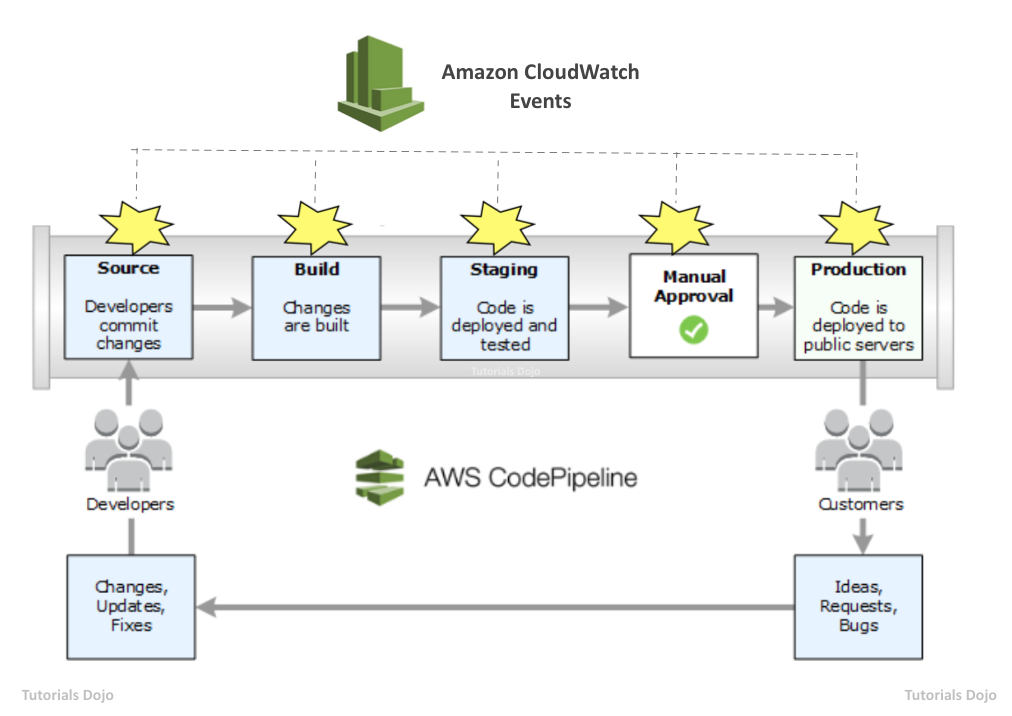 Amazon CloudWatch
Events
Source
Developers
commit
changes
Build
Changes
are built
Staging
Code is
deployed and
tested
Manual
Approval
Production
Code is
deployed to
public servers
Tutorials Dojo
Developers
AWS CodePipeline
Customers
Changes,
Updates,
Fixes
Ideas,
Requests,
Bugs
Tutorials Dojo
Tutorials Dojo